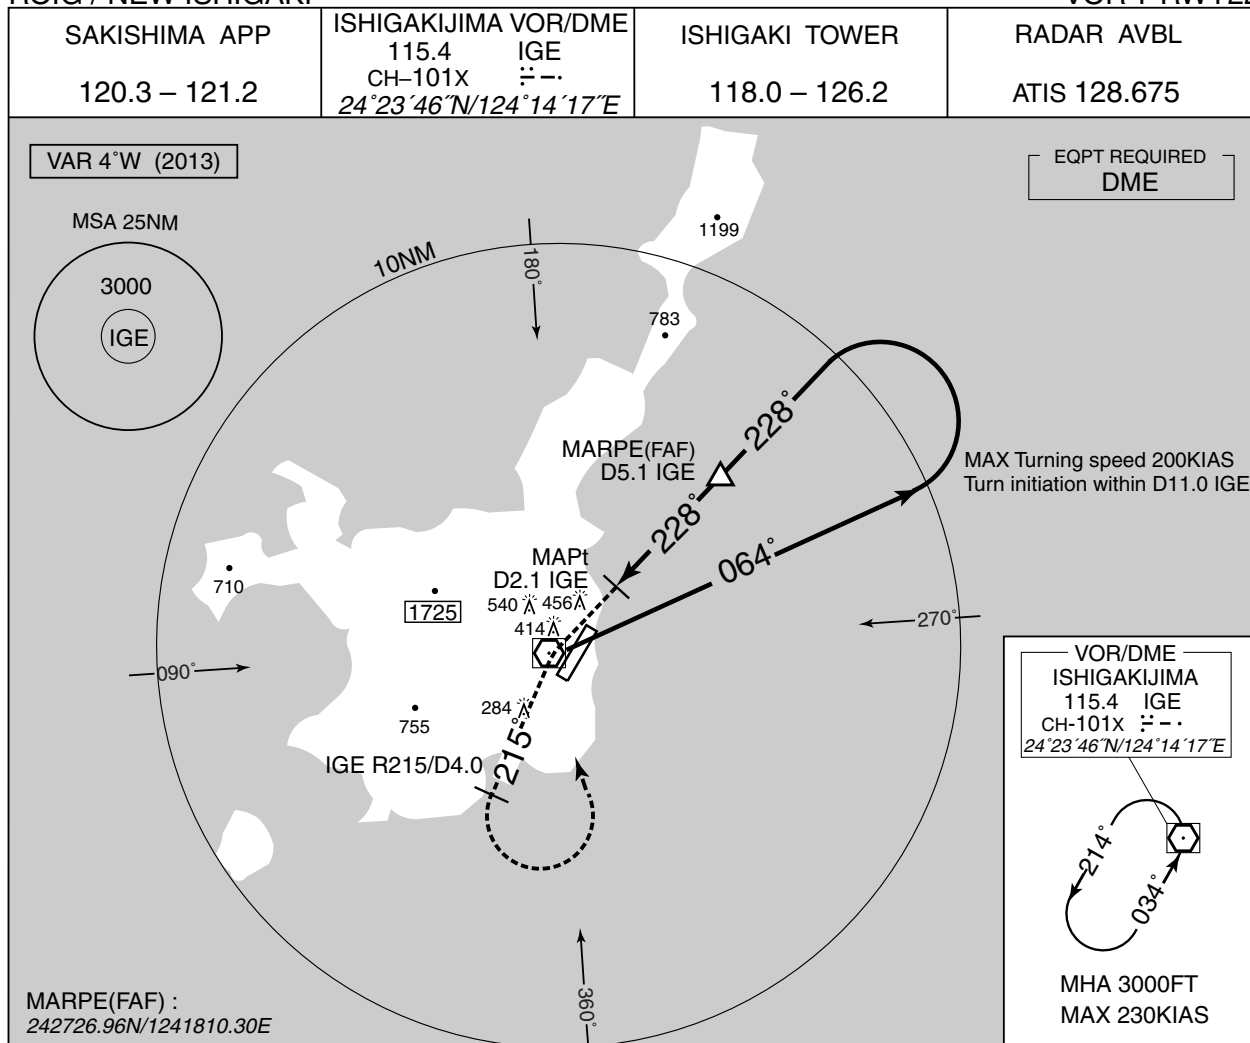 SAKISHIMA APP
120.3 – 121.2
ISHIGAKIJIMA VOR/DME
115.4 IGE
CH–101X
24°23´46˝N/124°14´17˝E
ISHIGAKI TOWER
118.0 – 126.2
RADAR AVBL
ATIS 128.675
VAR 4°W (2013)
EQPT REQUIRED
DME
MSA 25NM
3000
IGE
10NM
180°
1199
783
228°
MARPE(FAF)
D5.1 IGE
MAX Turning speed 200KIAS
Turn initiation within D11.0 IGE
228°
064°
MAPt
D2.1 IGE
710
1725
540
456
414
270°
090°
284
755
215°
IGE R215/D4.0
360°
VOR/DME
ISHIGAKIJIMA
115.4 IGE
CH-101X
24°23´46˝N/124°14´17˝E
214°
034°
MHA 3000FT
MAX 230KIAS
MARPE(FAF) :
242726.96N/1241810.30E